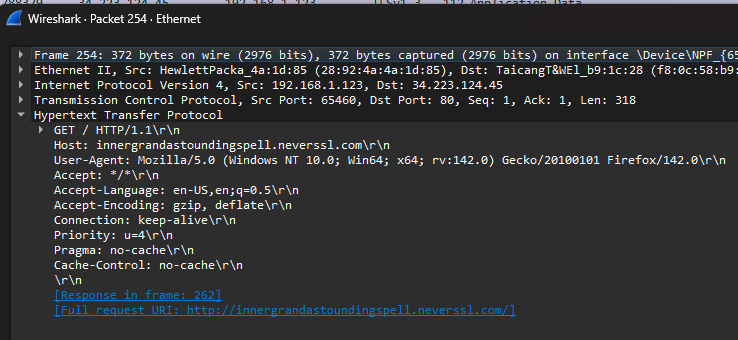 Wireshark · Packet 254 · Ethernet
Frame 254: 372 bytes on wire (2976 bits), 372 bytes captured (2976 bits) on interface \Device\NPF_{65
Ethernet II, Src: HewlettPacka_4a:1d:85 (28:92:4a:4a:1d:85), Dst: TaicangT&WEl_b9:1c:28 (f8:0c:58:b9:
Internet Protocol Version 4, Src: 192.168.1.123, Dst: 34.223.124.45
Transmission Control Protocol, Src Port: 65460, Dst Port: 80, Seq: 1, Ack: 1, Len: 318
Hypertext Transfer Protocol
GET / HTTP/1.1\r\n
Host: innergrandastoundingspell.neverssl.com\r\n
User-Agent: Mozilla/5.0 (Windows NT 10.0; Win64; x64; rv:142.0) Gecko/20100101 Firefox/142.0\r\n
Accept: */*\r\n
Accept-Language: en-US,en;q=0.5\r\n
Accept-Encoding: gzip, deflate\r\n
Connection: keep-alive\r\n
Priority: u=4\r\n
Pragma: no-cache\r\n
Cache-Control: no-cache\r\n
\r\n
[Response in frame: 262]
[Full request URI: http://innergrandastoundingspell.neverssl.com/]